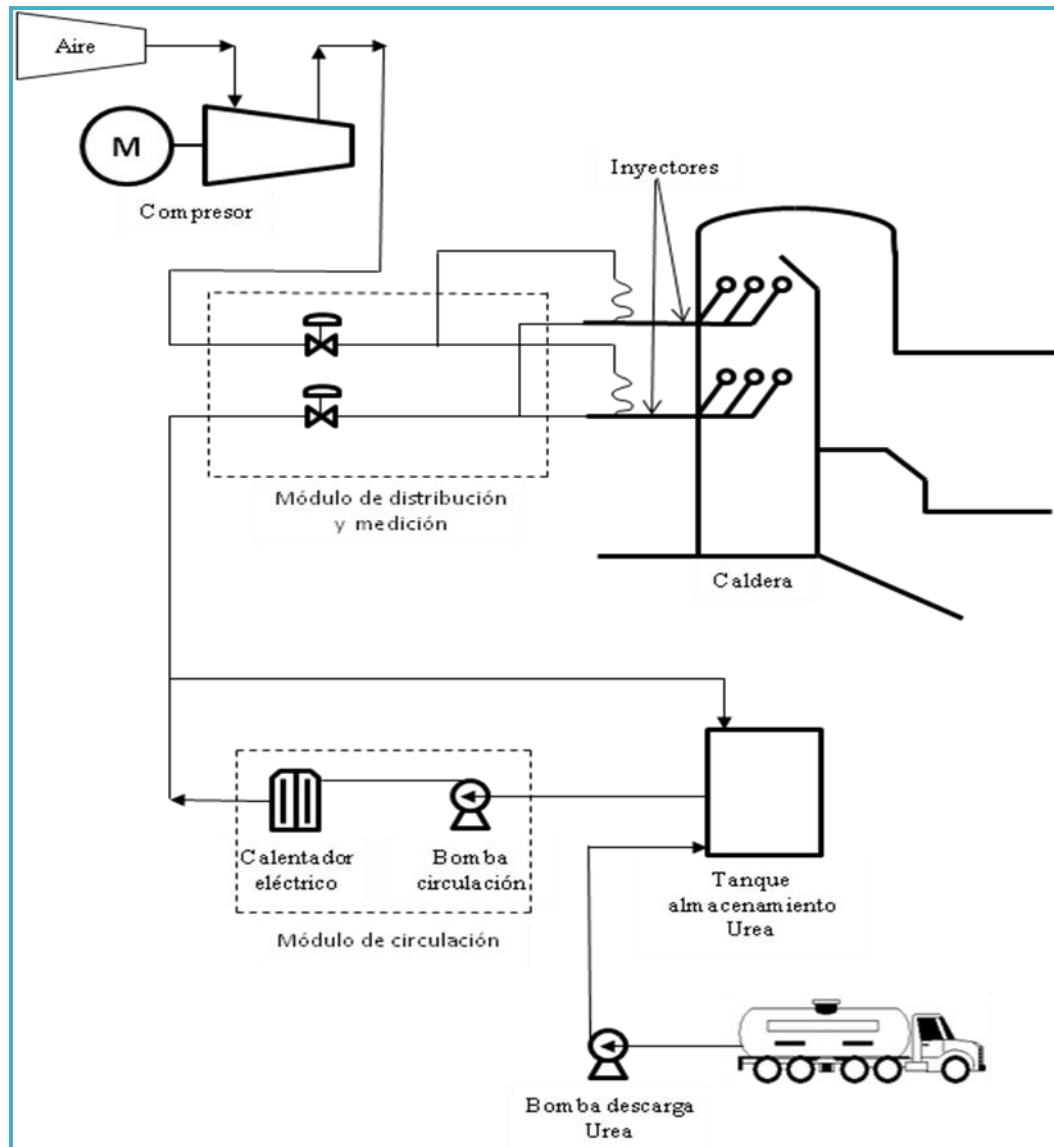 Aire
M
Compresor
Inyectores
Módulo de distribución
y medición
Caldera
Calentador
eléctrico
Bomba
circulación
Módulo de circulación
Tanque
almacenamiento
Urea
Bomba descarga
Urea